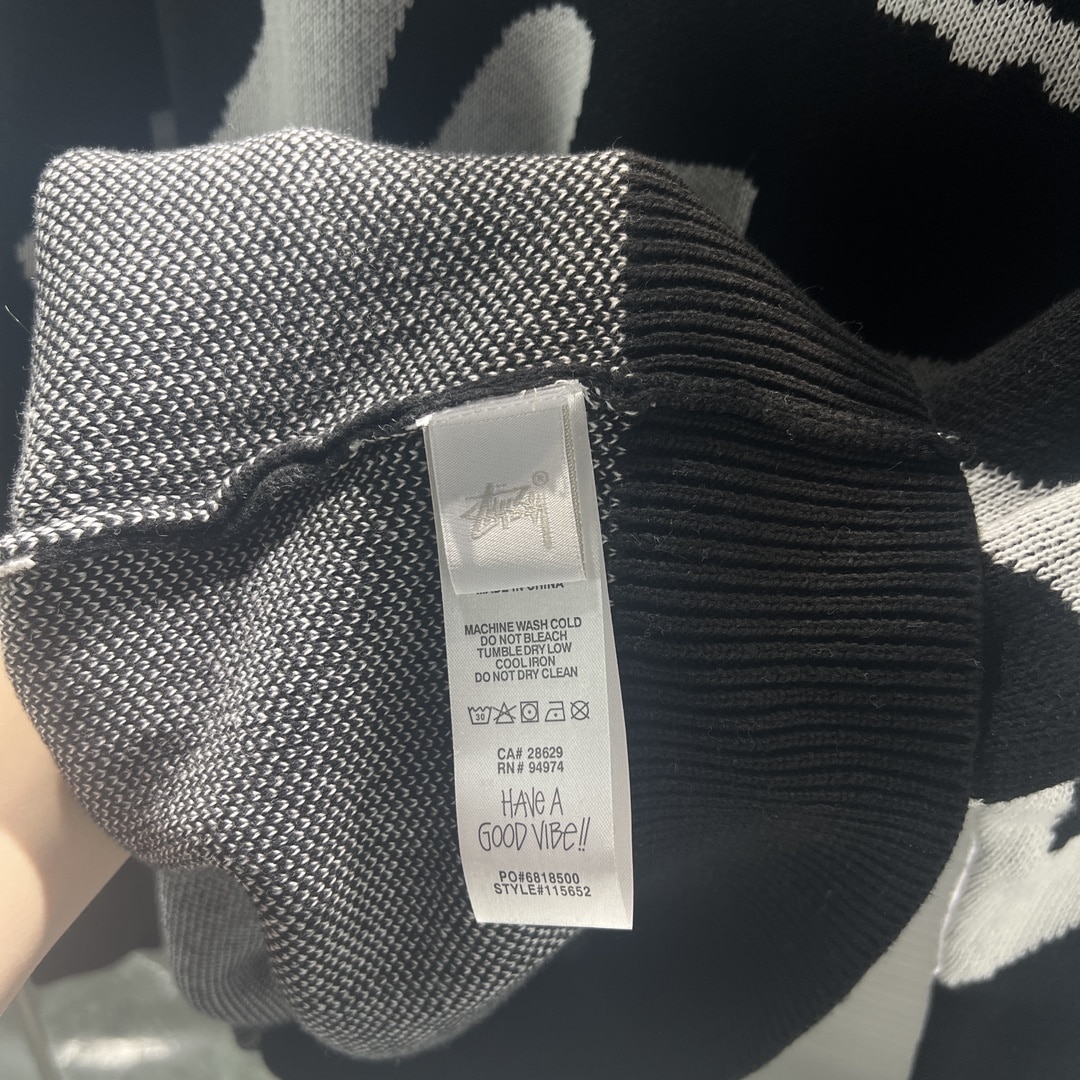 Stüssy®
MADE IN CHINA
MACHINE WASH COLD
DO NOT BLEACH
TUMBLE DRY LOW
COOL IRON
DO NOT DRY CLEAN
30
CA# 28629
RN# 94974
HAVE A
GOOD VIBE!!
PO#6818500
STYLE#115652